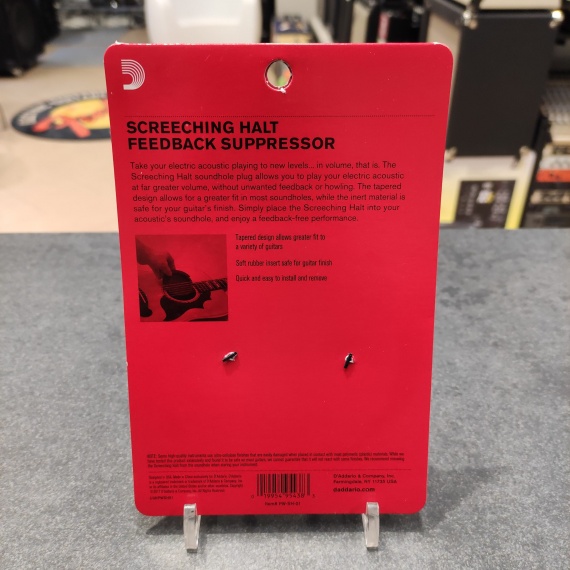 SCREECHING HALT
FEEDBACK SUPPRESSOR
Take your electric acoustic playing to new levels... in volume, that is. The
Screeching Halt soundhole plug allows you to play your electric acoustic
at far greater volume, without unwanted feedback or howling. The tapered
design allows for a greater fit in most soundholes, while the inert material is
safe for your guitar's finish. Simply place the Screeching Halt into your
acoustic's soundhole, and enjoy a feedback-free performance.
Tapered design allows greater fit to
a variety of guitars
Soft rubber insert safe for guitar finish
Quick and easy to install and remove
D'Addario & Company, Inc.
Farmingdale, NY 11735 USA
daddario.com